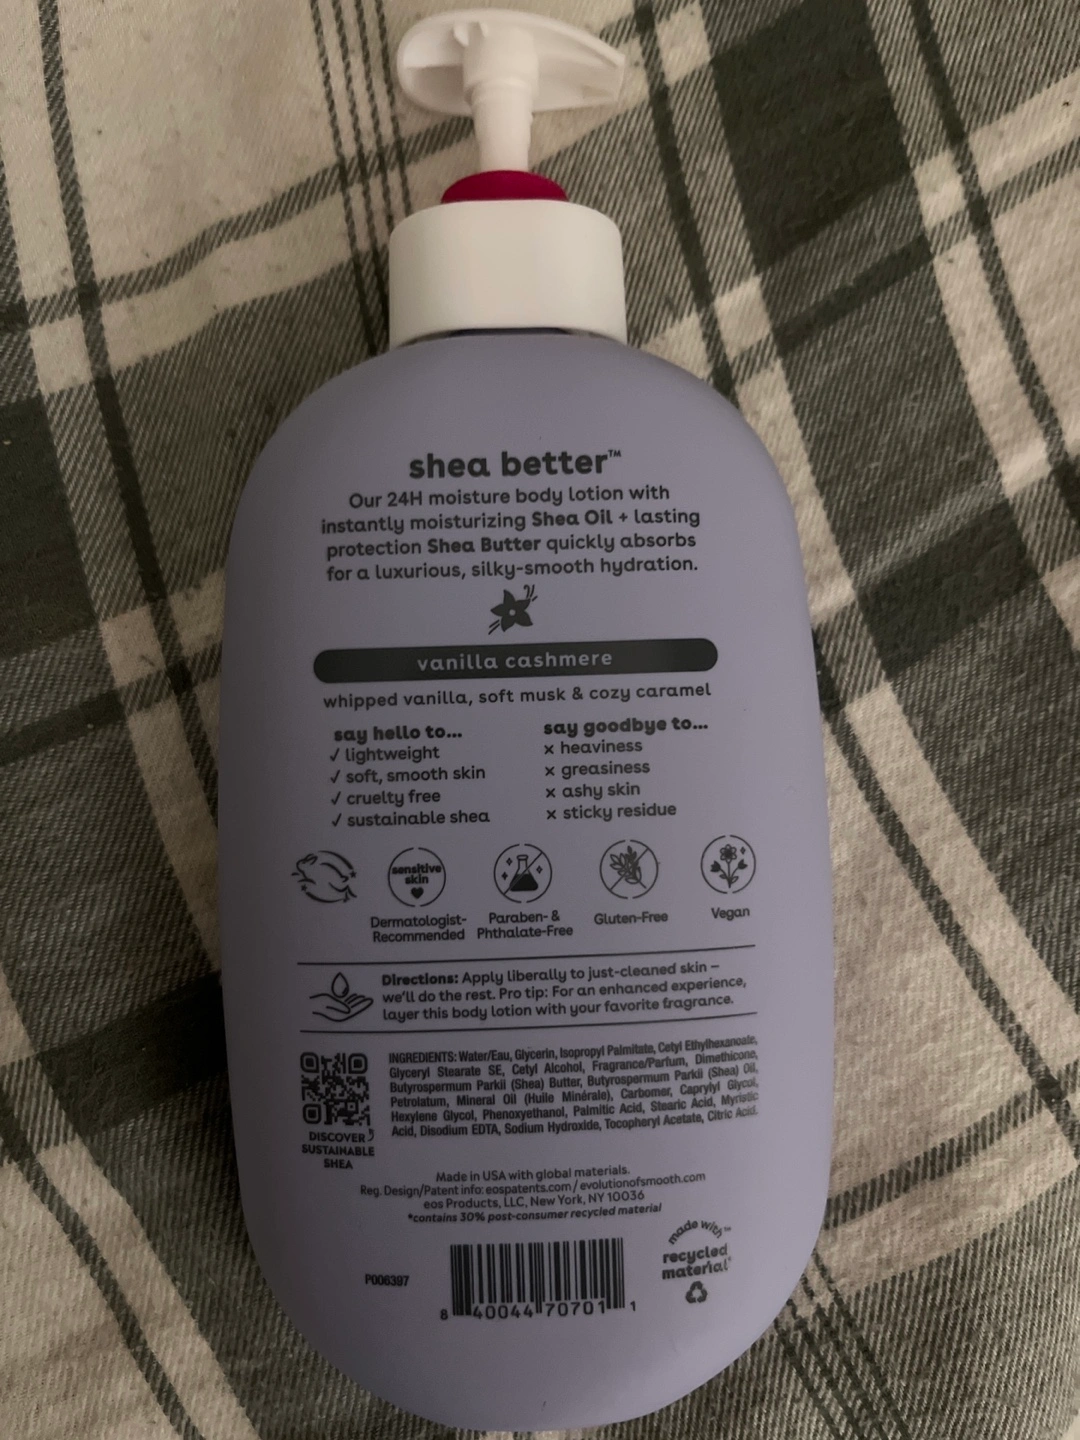 shea better™
Our 24H moisture body lotion with
instantly moisturizing Shea Oil + lasting
protection Shea Butter quickly absorbs
for a luxurious, silky-smooth hydration.
vanilla cashmere
whipped vanilla, soft musk & cozy caramel
say hello to...
✓ lightweight
✓ soft, smooth skin
✓ cruelty free
✓ sustainable shea
say goodbye to...
× heaviness
× greasiness
× ashy skin
× sticky residue
sensitive
skin
Dermatologist-
Recommended
Paraben- &
Phthalate-Free
Gluten-Free
Vegan
Directions: Apply liberally to just-cleaned skin –
we'll do the rest. Pro tip: For an enhanced experience,
layer this body lotion with your favorite fragrance.
INGREDIENTS: Water/Eau, Glycerin, Isopropyl Palmitate, Cetyl Ethylhexanoate,
Glyceryl Stearate SE, Cetyl Alcohol, Fragrance/Parfum, Dimethicone,
Butyrospermum Parkii (Shea) Butter, Butyrospermum Parkii (Shea) Oil,
Petrolatum, Mineral Oil (Huile Minérale), Carbomer, Caprylyl Glycol,
Hexylene Glycol, Phenoxyethanol, Palmitic Acid, Stearic Acid, Myristic
Acid, Disodium EDTA, Sodium Hydroxide, Tocopheryl Acetate, Citric Acid.
DISCOVER
SUSTAINABLE
SHEA
Made in USA with global materials.
Reg. Design/Patent info: eospatents.com / evolutionofsmooth.com
eos Products, LLC, New York, NY 10036
*contains 30% post-consumer recycled material
made with™
recycled
material*
P006397
8 40044 70701 1